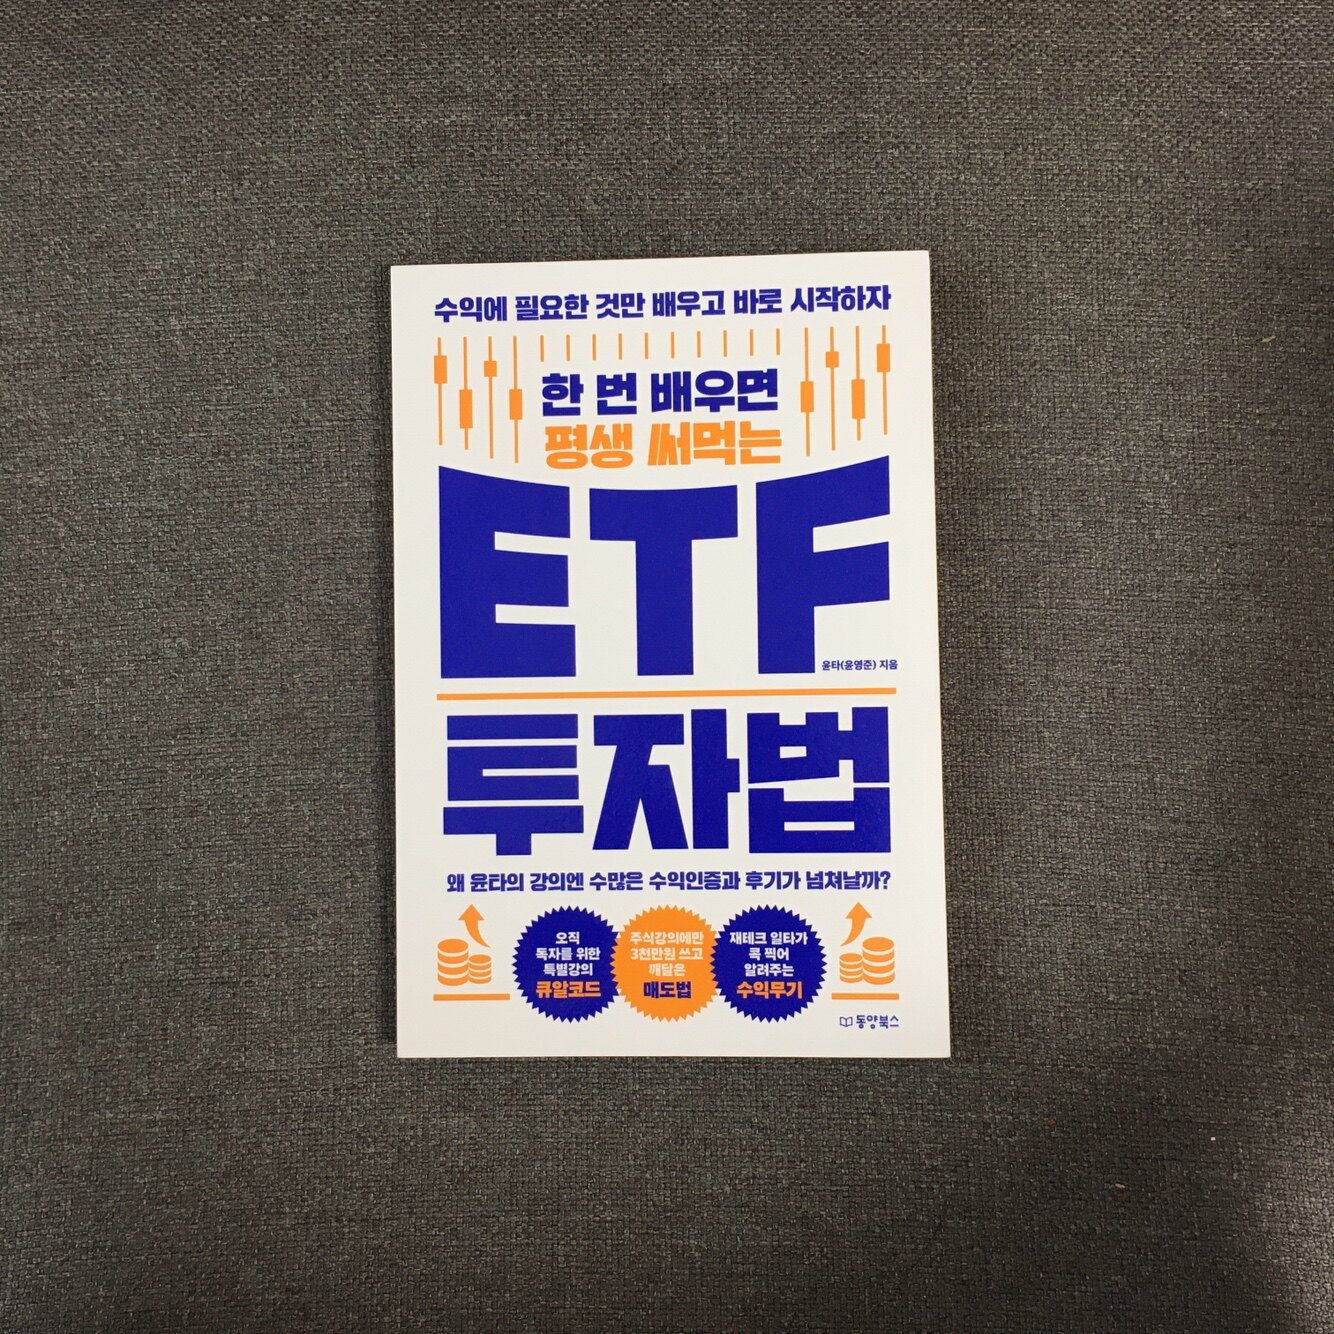 수익에 필요한 것만 배우고 바로 시작하자
한 번 배우면
평생 써먹는
ETF
윤타(윤영준) 지음
투자법
왜 윤타의 강의엔 수많은 수익인증과 후기가 넘쳐날까?
오직
독자를 위한
특별강의
큐알코드
주식강의에만
3천만원 쓰고
깨달은
매도법
재테크 일타가
콕 찍어
알려주는
수익무기
동양북스